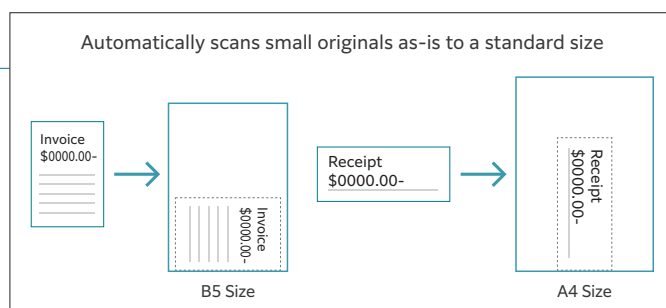 Automatically scans small originals as-is to a standard size
Invoice
$0000.00-
Invoice
$0000.00-
B5 Size
Receipt
$0000.00-
Receipt
$0000.00-
A4 Size